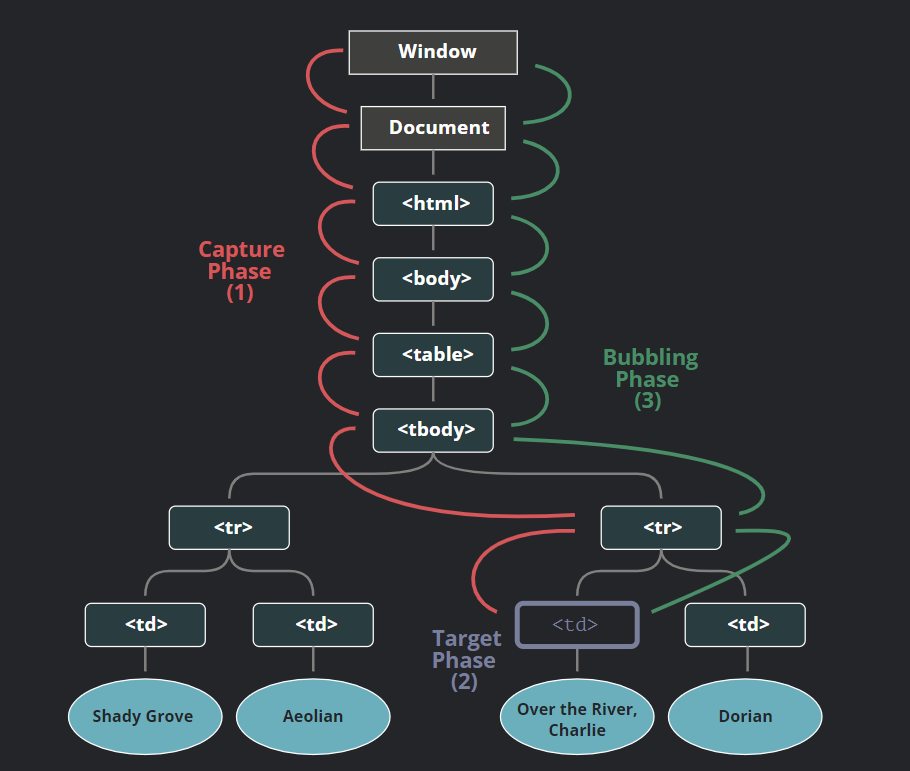 Window
Document
<html>
Capture
Phase
(1)
<body>
<table>
Bubbling
Phase
(3)
<tbody>
<tr>
<tr>
<td>
<td>
<td>
<td>
Target
Phase
(2)
Shady Grove
Aeolian
Over the River,
Charlie
Dorian